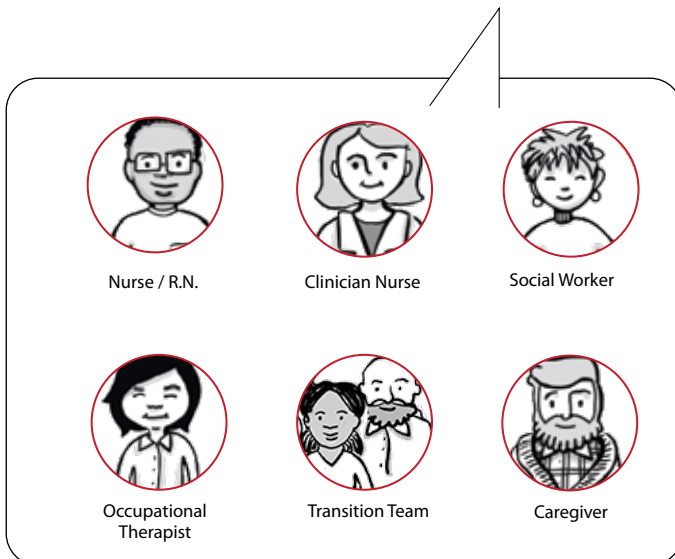 Nurse / R.N.
Clinician Nurse
Social Worker
Occupational
Therapist
Transition Team
Caregiver